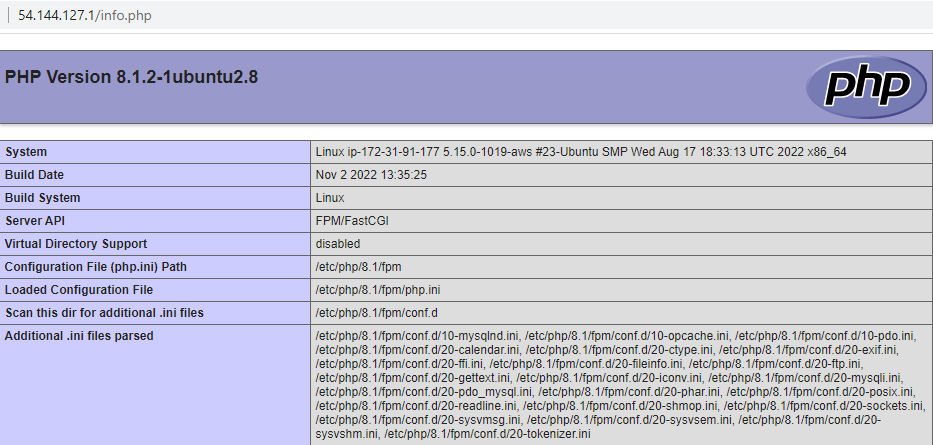 54.144.127.1/info.php
PHP Version 8.1.2-1ubuntu2.8
php
System Linux ip-172-31-91-177 5.15.0-1019-aws #23-Ubuntu SMP Wed Aug 17 18:33:13 UTC 2022 x86_64
Build Date Nov 2 2022 13:35:25
Build System Linux
Server API FPM/FastCGI
Virtual Directory Support disabled
Configuration File (php.ini) Path /etc/php/8.1/fpm
Loaded Configuration File /etc/php/8.1/fpm/php.ini
Scan this dir for additional .ini files /etc/php/8.1/fpm/conf.d
Additional .ini files parsed /etc/php/8.1/fpm/conf.d/10-mysqlnd.ini, /etc/php/8.1/fpm/conf.d/10-opcache.ini, /etc/php/8.1/fpm/conf.d/10-pdo.ini,
/etc/php/8.1/fpm/conf.d/20-calendar.ini, /etc/php/8.1/fpm/conf.d/20-ctype.ini, /etc/php/8.1/fpm/conf.d/20-exif.ini,
/etc/php/8.1/fpm/conf.d/20-ffi.ini, /etc/php/8.1/fpm/conf.d/20-fileinfo.ini, /etc/php/8.1/fpm/conf.d/20-ftp.ini,
/etc/php/8.1/fpm/conf.d/20-gettext.ini, /etc/php/8.1/fpm/conf.d/20-iconv.ini, /etc/php/8.1/fpm/conf.d/20-mysqli.ini,
/etc/php/8.1/fpm/conf.d/20-pdo_mysql.ini, /etc/php/8.1/fpm/conf.d/20-phar.ini, /etc/php/8.1/fpm/conf.d/20-posix.ini,
/etc/php/8.1/fpm/conf.d/20-readline.ini, /etc/php/8.1/fpm/conf.d/20-shmop.ini, /etc/php/8.1/fpm/conf.d/20-sockets.ini,
/etc/php/8.1/fpm/conf.d/20-sysvmsg.ini, /etc/php/8.1/fpm/conf.d/20-sysvsem.ini, /etc/php/8.1/fpm/conf.d/20-
sysvshm.ini, /etc/php/8.1/fpm/conf.d/20-tokenizer.ini